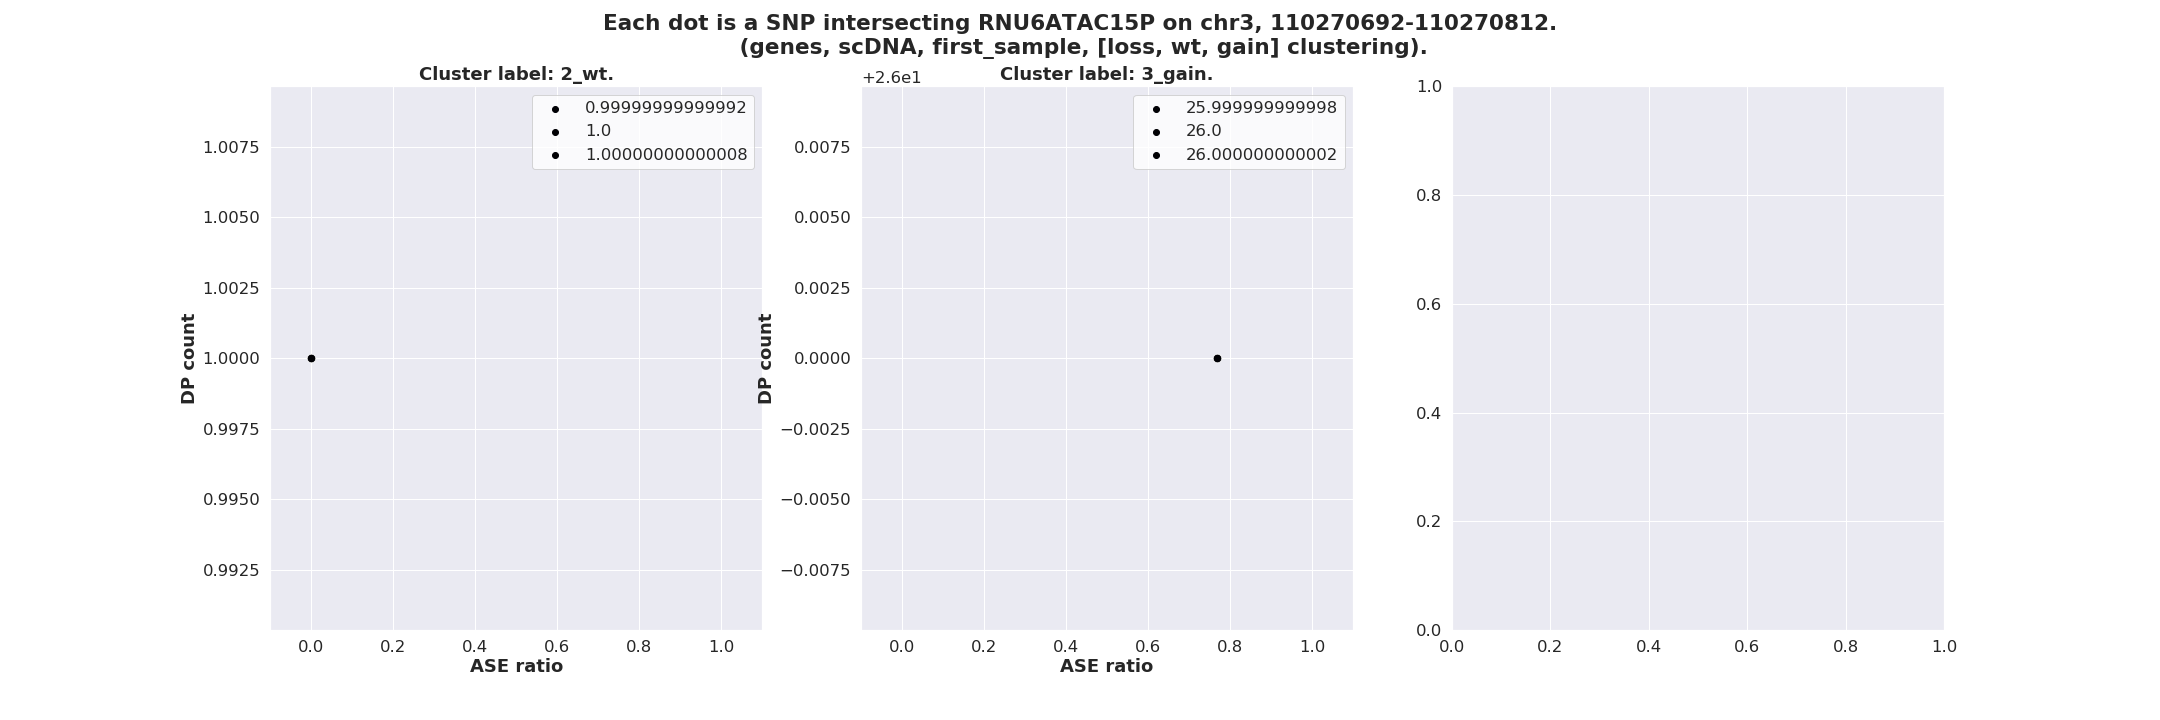 Each dot is a SNP intersecting RNU6ATAC15P on chr3, 110270692-110270812.
(genes, scDNA, first_sample, [loss, wt, gain] clustering).
Cluster label: 2_wt.
0.99999999999992
1.0
1.00000000000008
1.0075
1.0050
1.0025
1.0000
0.9975
0.9950
0.9925
DP count
0.0 0.2 0.4 0.6 0.8 1.0
ASE ratio
+2.6e1
Cluster label: 3_gain.
25.999999999998
26.0
26.000000000002
0.0075
0.0050
0.0025
0.0000
−0.0025
−0.0050
−0.0075
DP count
0.0 0.2 0.4 0.6 0.8 1.0
ASE ratio
1.0
0.8
0.6
0.4
0.2
0.0
0.0 0.2 0.4 0.6 0.8 1.0